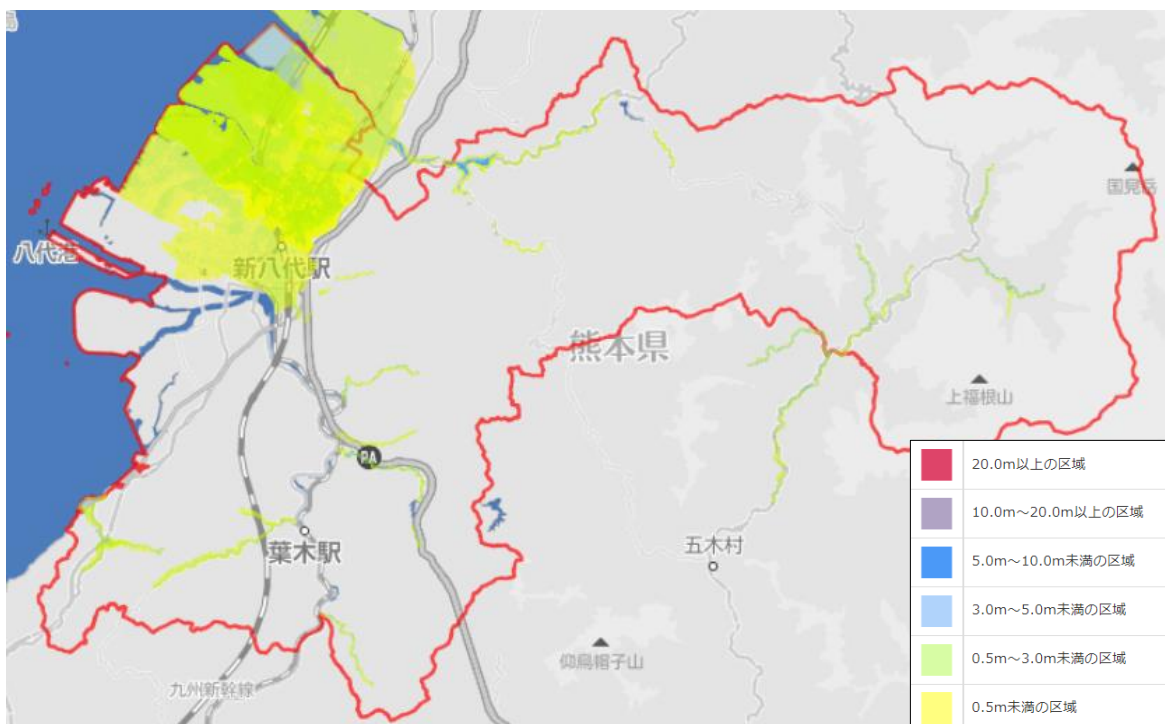 島
国見岳
八代港
新八代駅
熊本県
上福根山
PA
葉木駅
五木村
仰烏帽子山
九州新幹線
20.0m以上の区域
10.0m～20.0m以上の区域
5.0m～10.0m未満の区域
3.0m～5.0m未満の区域
0.5m～3.0m未満の区域
0.5m未満の区域